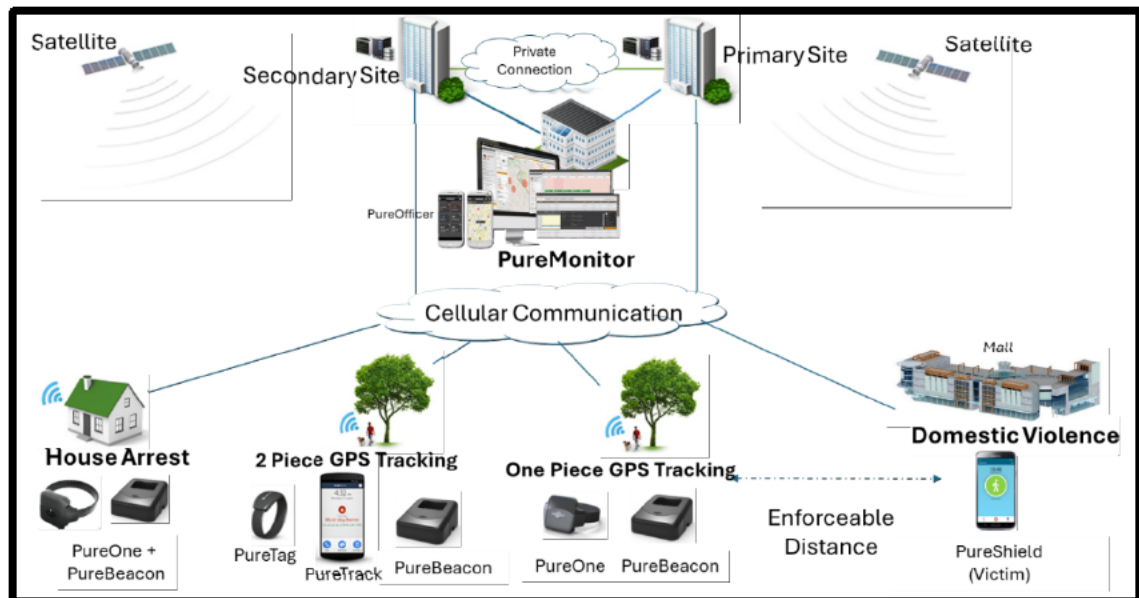 Satellite
Secondary Site
Private
Connection
Primary Site
Satellite
PureOfficer
PureMonitor
Cellular Communication
Mall
House Arrest
2 Piece GPS Tracking
One Piece GPS Tracking
Domestic Violence
PureOne +
PureBeacon
PureTag
PureTrack
PureBeacon
PureOne
PureBeacon
Enforceable
Distance
PureShield
(Victim)